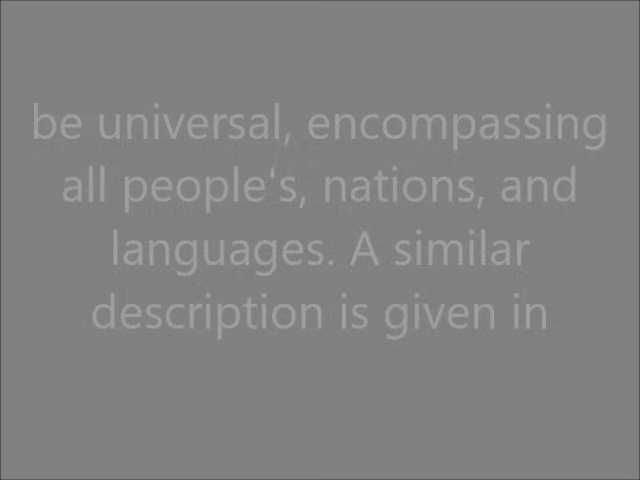 be universal, encompassing
all people's, nations, and
languages. A similar
description is given in